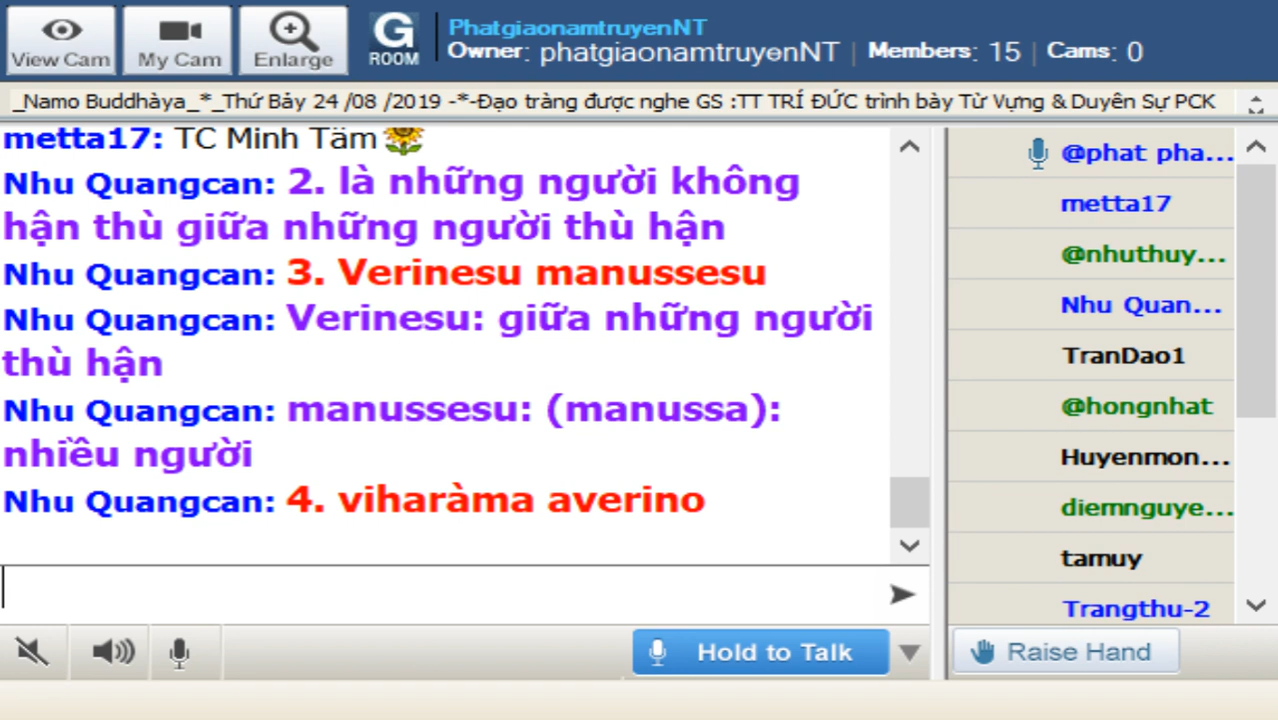 View Cam
My Cam
Enlarge
G
ROOM
PhatgiaonamtruyenNT
Owner: phatgiaonamtruyenNT | Members: 15 | Cams: 0
_Namo Buddhàya_*_Thứ Bảy 24 /08 /2019 -*-Đạo tràng được nghe GS :TT TRÍ ĐỨC trình bày Từ Vựng & Duyên Sự PCK
metta17: TC Minh Tâm
Nhu Quangcan: 2. là những người không
hận thù giữa những người thù hận
Nhu Quangcan: 3. Verinesu manussesu
Nhu Quangcan: Verinesu: giữa những người
thù hận
Nhu Quangcan: manussesu: (manussa):
nhiều người
Nhu Quangcan: 4. viharàma averino
@phat pha...
metta17
@nhuthuy...
Nhu Quan...
TranDao1
@hongnhat
Huyenmon...
diemnguye...
tamuy
Trangthu-2
Hold to Talk
Raise Hand